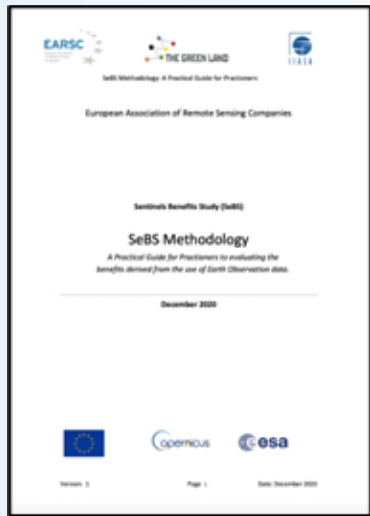 EARSC
THE GREEN LAND
IIASA
SeBS Methodology: A Practical Guide for Practioners
European Association of Remote Sensing Companies
Sentinels Benefits Study (SeBS)
SeBS Methodology
A Practical Guide for Practioners to evaluating the
benefits derived from the use of Earth Observation data.
December 2020
opernicus
esa
Version: 1
Page
Date: December 2020